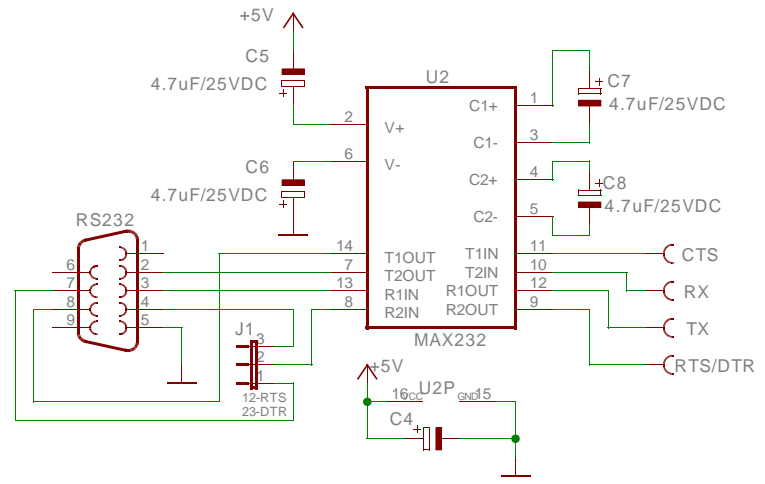 +5V
C5
4.7uF/25VDC
+
U2
C7
+
4.7uF/25VDC
2
V+
C1+
1
C1-
3
6
V-
C2+
4
C6
4.7uF/25VDC
+
C2-
5
C8
+
4.7uF/25VDC
RS232
1
6
2
7
3
8
4
9
5
14
T1OUT
T1IN
11
CTS
7
T2OUT
T2IN
10
RX
13
R1IN
R1OUT
12
TX
8
R2IN
R2OUT
9
RTS/DTR
MAX232
J1
3
2
1
12-RTS
23-DTR
+5V
U2P
16
VCC
GND
15
C4
+